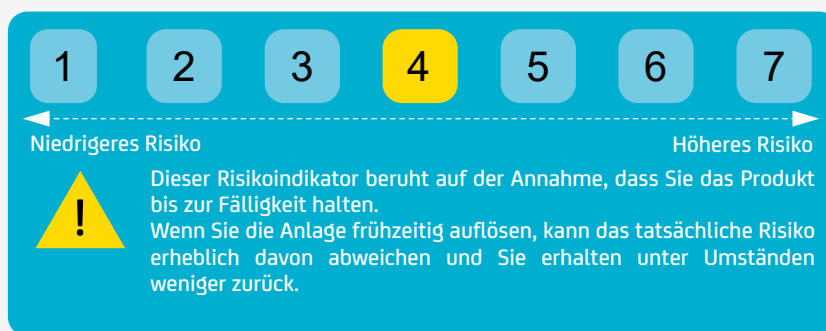 1 2 3 4 5 6 7
Niedrigeres Risiko Höheres Risiko
! Dieser Risikoindikator beruht auf der Annahme, dass Sie das Produkt
bis zur Fälligkeit halten.
Wenn Sie die Anlage frühzeitig auflösen, kann das tatsächliche Risiko
erheblich davon abweichen und Sie erhalten unter Umständen
weniger zurück.